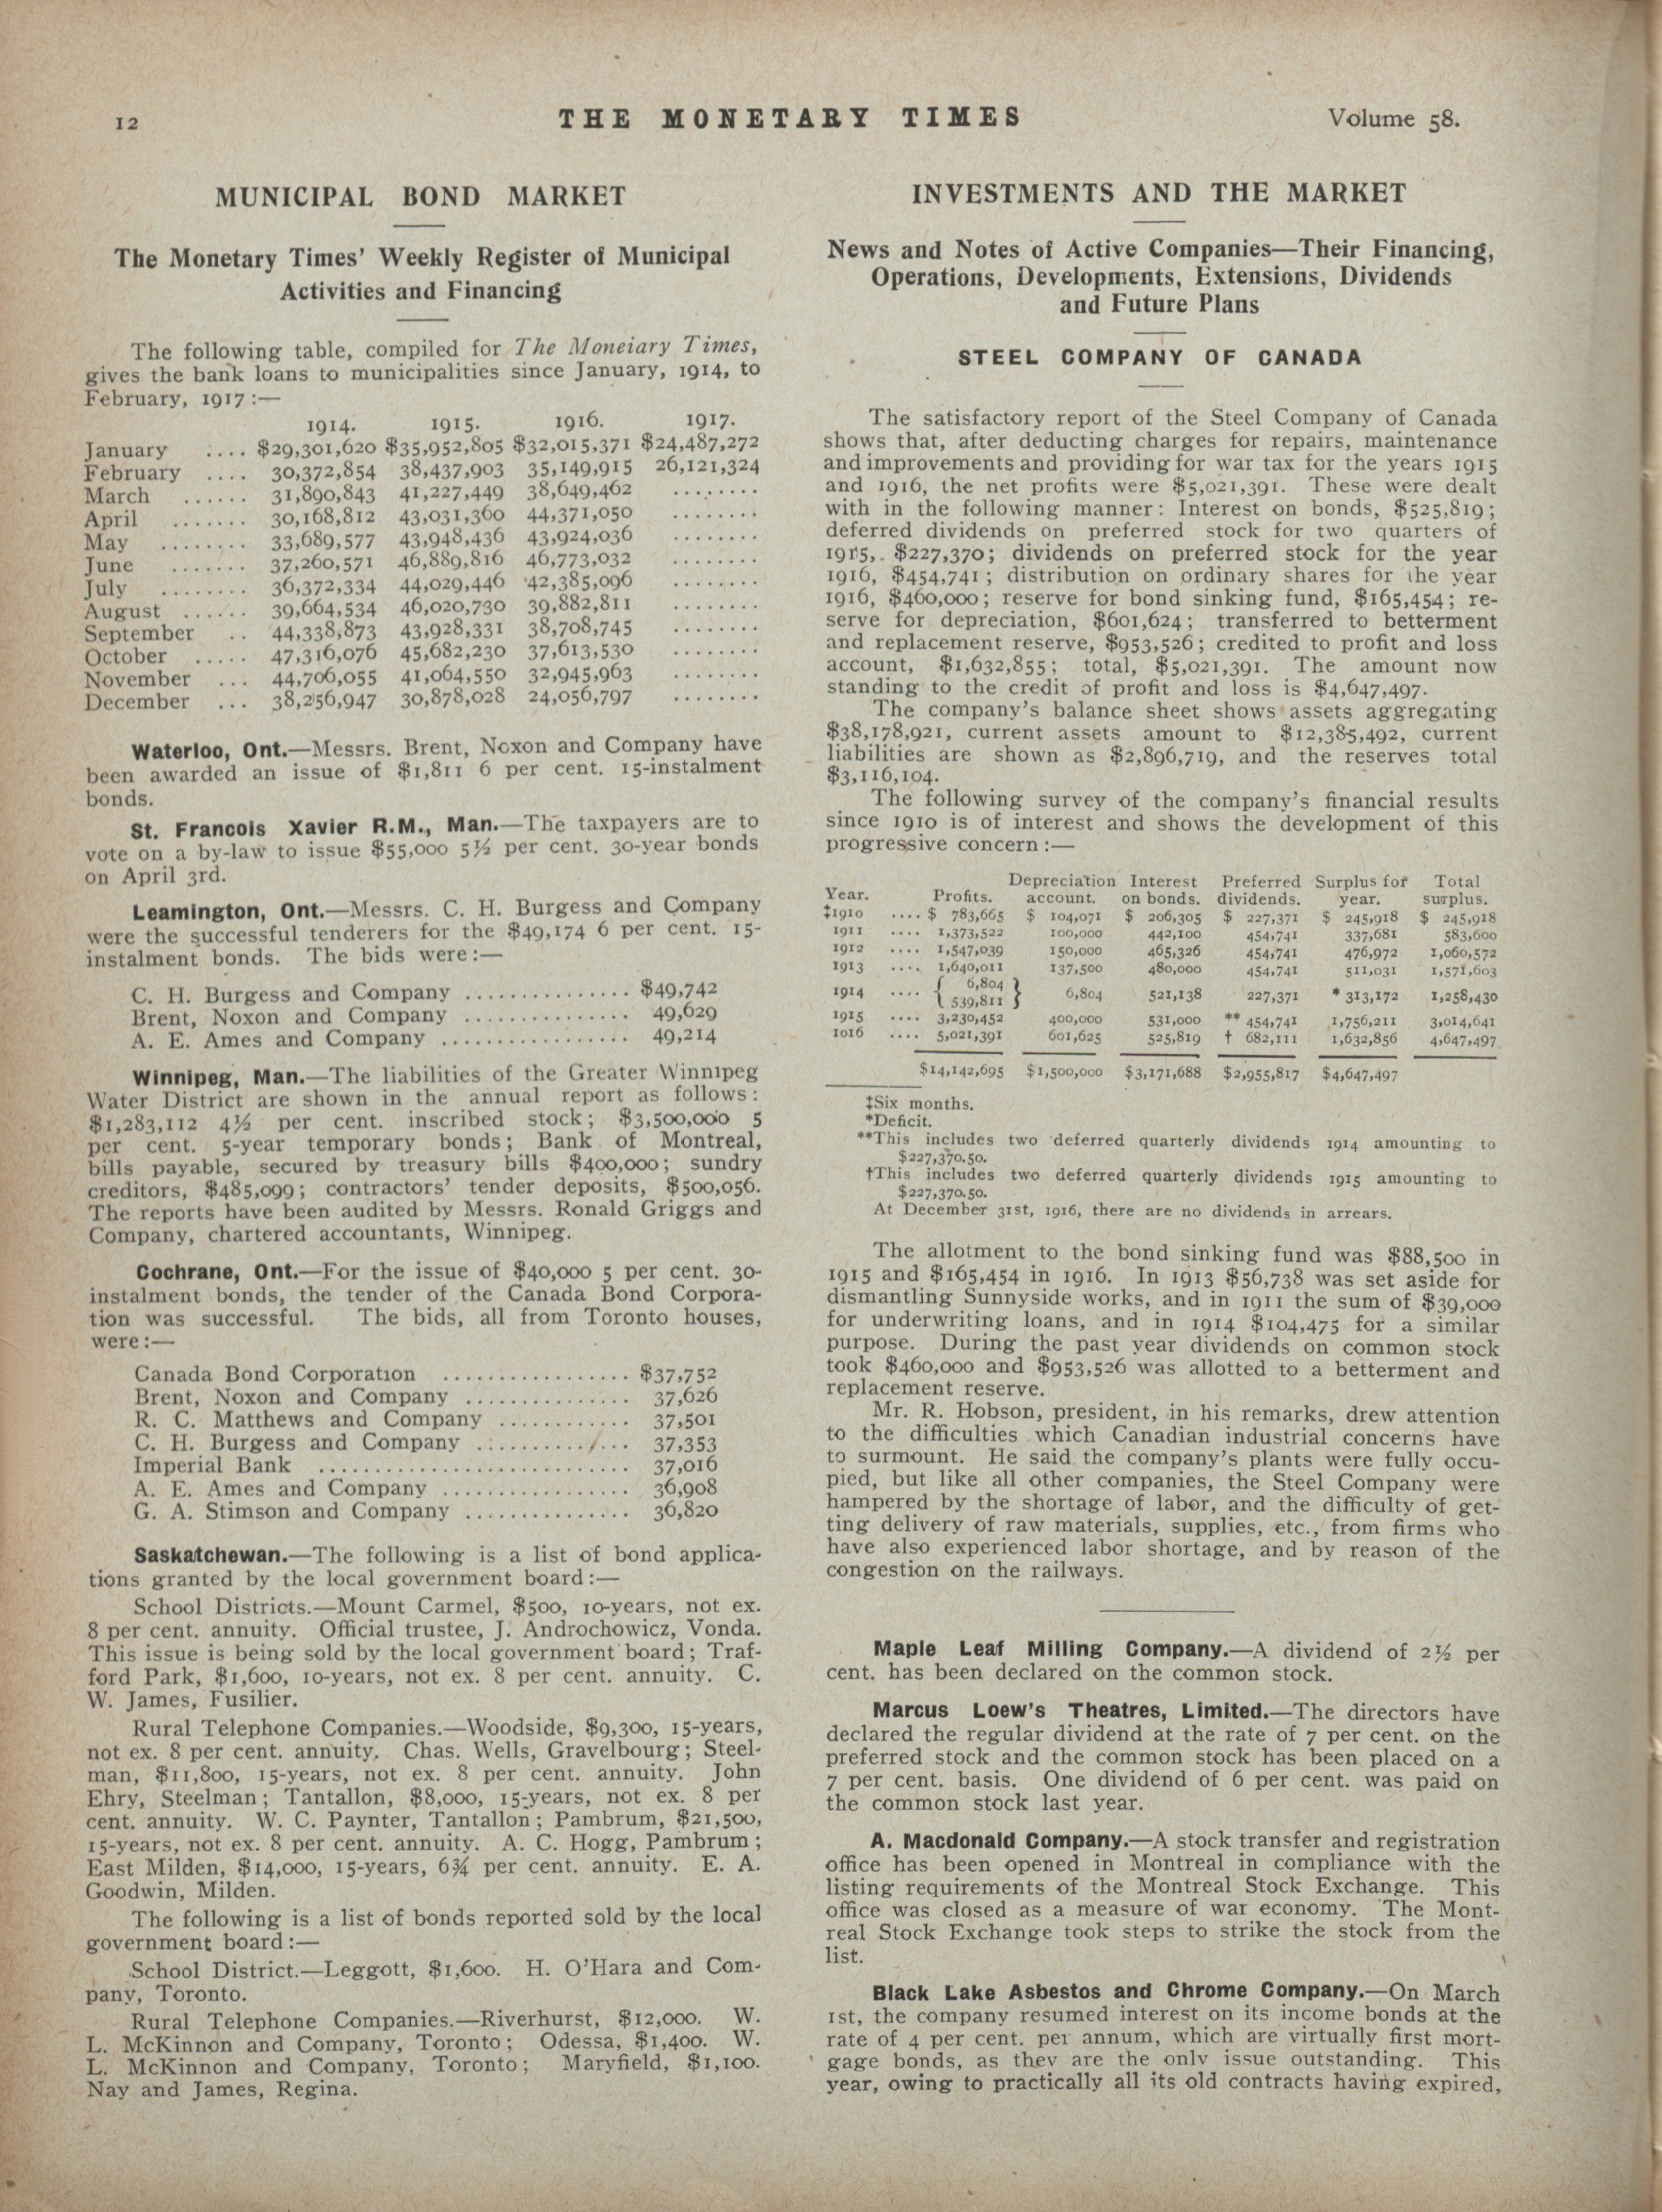 12
THE MONETARY TIMES
Volume 58.
MUNICIPAL BOND MARKET
The Monetary Times' Weekly Register of Municipal
Activities and Financing
The following table, compiled for The Moneiary Times,
gives the bank loans to municipalities since January, 1914, to
February, 1917:—
1914. 1915. 1916. 1917.
January .... $29,301,620 $35,952,805 $32,015,371 $24,487,272
February .... 30,372,854 38,437,903 35,149,915 26,121,324
March ...... 31,890,843 41,227,449 38,649,462 ........
April ....... 30,168,812 43,031,360 44,371,050 ........
May ........ 33,689,577 43,948,436 43,924,036 ........
June ....... 37,260,571 46,889,816 46,773,032 ........
July ........ 36,372,334 44,029,446 42,385,096 ........
August ...... 39,664,534 46,020,730 39,882,811 ........
September .. 44,338,873 43,928,331 38,708,745 ........
October ..... 47,316,076 45,682,230 37,613,530 ........
November ... 44,706,055 41,064,550 32,945,963 ........
December ... 38,256,947 30,878,028 24,056,797 ........
Waterloo, Ont.—Messrs. Brent, Noxon and Company have
been awarded an issue of $1,811 6 per cent. 15-instalment
bonds.
St. Francois Xavier R.M., Man.—The taxpayers are to
vote on a by-law to issue $55,000 5½ per cent. 30-year bonds
on April 3rd.
Leamington, Ont.—Messrs. C. H. Burgess and Company
were the successful tenderers for the $49,174 6 per cent. 15-
instalment bonds. The bids were:—
C. H. Burgess and Company ............... $49,742
Brent, Noxon and Company ............... 49,629
A. E. Ames and Company ................. 49,214
Winnipeg, Man.—The liabilities of the Greater Winnipeg
Water District are shown in the annual report as follows:
$1,283,112 4½ per cent. inscribed stock; $3,500,000 5
per cent. 5-year temporary bonds; Bank of Montreal,
bills payable, secured by treasury bills $400,000; sundry
creditors, $485,099; contractors' tender deposits, $500,056.
The reports have been audited by Messrs. Ronald Griggs and
Company, chartered accountants, Winnipeg.
Cochrane, Ont.—For the issue of $40,000 5 per cent. 30-
instalment bonds, the tender of the Canada Bond Corpora-
tion was successful. The bids, all from Toronto houses,
were:—
Canada Bond Corporation ................. $37,752
Brent, Noxon and Company ............... 37,626
R. C. Matthews and Company ............ 37,501
C. H. Burgess and Company .............. 37,353
Imperial Bank ............................ 37,016
A. E. Ames and Company ................. 36,908
G. A. Stimson and Company ............... 36,820
Saskatchewan.—The following is a list of bond applica-
tions granted by the local government board:—
School Districts.—Mount Carmel, $500, 10-years, not ex.
8 per cent. annuity. Official trustee, J. Androchowicz, Vonda.
This issue is being sold by the local government board; Traf-
ford Park, $1,600, 10-years, not ex. 8 per cent. annuity. C.
W. James, Fusilier.
Rural Telephone Companies.—Woodside, $9,300, 15-years,
not ex. 8 per cent. annuity. Chas. Wells, Gravelbourg; Steel-
man, $11,800, 15-years, not ex. 8 per cent. annuity. John
Ehry, Steelman; Tantallon, $8,000, 15-years, not ex. 8 per
cent. annuity. W. C. Paynter, Tantallon; Pambrum, $21,500,
15-years, not ex. 8 per cent. annuity. A. C. Hogg, Pambrum;
East Milden, $14,000, 15-years, 6¾ per cent. annuity. E. A.
Goodwin, Milden.
The following is a list of bonds reported sold by the local
government board:—
School District.—Leggott, $1,600. H. O'Hara and Com-
pany, Toronto.
Rural Telephone Companies.—Riverhurst, $12,000. W.
L. McKinnon and Company, Toronto; Odessa, $1,400. W.
L. McKinnon and Company, Toronto; Maryfield, $1,100.
Nay and James, Regina.
INVESTMENTS AND THE MARKET
News and Notes of Active Companies—Their Financing,
Operations, Developments, Extensions, Dividends
and Future Plans
STEEL COMPANY OF CANADA
The satisfactory report of the Steel Company of Canada
shows that, after deducting charges for repairs, maintenance
and improvements and providing for war tax for the years 1915
and 1916, the net profits were $5,021,391. These were dealt
with in the following manner: Interest on bonds, $525,819;
deferred dividends on preferred stock for two quarters of
1915,. $227,370; dividends on preferred stock for the year
1916, $454,741; distribution on ordinary shares for the year
1916, $460,000; reserve for bond sinking fund, $165,454; re-
serve for depreciation, $601,624; transferred to betterment
and replacement reserve, $953,526; credited to profit and loss
account, $1,632,855; total, $5,021,391. The amount now
standing to the credit of profit and loss is $4,647,497.
The company's balance sheet shows assets aggregating
$38,178,921, current assets amount to $12,385,492, current
liabilities are shown as $2,896,719, and the reserves total
$3,116,104.
The following survey of the company's financial results
since 1910 is of interest and shows the development of this
progressive concern:—
Depreciation Interest Preferred Surplus for Total
Year. Profits. account. on bonds. dividends. year. surplus.
‡1910 .... $ 783,665 $ 104,071 $ 206,305 $ 227,371 $ 245,918 $ 245,918
1911 .... 1,373,522 100,000 442,100 454,741 337,681 583,600
1912 .... 1,547,039 150,000 465,326 454,741 476,972 1,060,572
1913 .... 1,640,011 137,500 480,000 454,741 511,031 1,571,603
1914 .... { 6,804 } 6,804 521,138 227,371 * 313,172 1,258,430
{ 539,811 }
1915 .... 3,230,452 400,000 531,000 ** 454,741 1,756,211 3,014,641
1016 .... 5,021,391 601,625 525,819 † 682,111 1,632,856 4,647,497
$14,142,695 $1,500,000 $3,171,688 $2,955,817 $4,647,497
‡Six months.
*Deficit.
**This includes two deferred quarterly dividends 1914 amounting to
$227,370.50.
†This includes two deferred quarterly dividends 1915 amounting to
$227,370.50.
At December 31st, 1916, there are no dividends in arrears.
The allotment to the bond sinking fund was $88,500 in
1915 and $165,454 in 1916. In 1913 $56,738 was set aside for
dismantling Sunnyside works, and in 1911 the sum of $39,000
for underwriting loans, and in 1914 $104,475 for a similar
purpose. During the past year dividends on common stock
took $460,000 and $953,526 was allotted to a betterment and
replacement reserve.
Mr. R. Hobson, president, in his remarks, drew attention
to the difficulties which Canadian industrial concerns have
to surmount. He said the company's plants were fully occu-
pied, but like all other companies, the Steel Company were
hampered by the shortage of labor, and the difficulty of get-
ting delivery of raw materials, supplies, etc., from firms who
have also experienced labor shortage, and by reason of the
congestion on the railways.
Maple Leaf Milling Company.—A dividend of 2½ per
cent. has been declared on the common stock.
Marcus Loew's Theatres, Limited.—The directors have
declared the regular dividend at the rate of 7 per cent. on the
preferred stock and the common stock has been placed on a
7 per cent. basis. One dividend of 6 per cent. was paid on
the common stock last year.
A. Macdonald Company.—A stock transfer and registration
office has been opened in Montreal in compliance with the
listing requirements of the Montreal Stock Exchange. This
office was closed as a measure of war economy. The Mont-
real Stock Exchange took steps to strike the stock from the
list.
Black Lake Asbestos and Chrome Company.—On March
1st, the company resumed interest on its income bonds at the
rate of 4 per cent. per annum, which are virtually first mort-
gage bonds, as they are the only issue outstanding. This
year, owing to practically all its old contracts having expired,